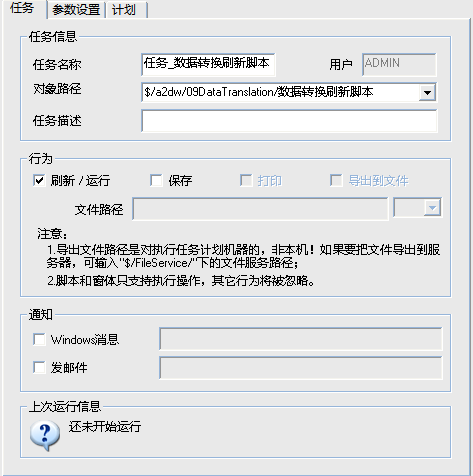 任务 参数设置 计划
任务信息
任务名称 任务_数据转换刷新脚本 用户 ADMIN
对象路径 $/a2dw/09DataTranslation/数据转换刷新脚本
任务描述
行为
刷新 / 运行 保存 打印 导出到文件
文件路径
注意：
1.导出文件路径是对执行任务计划机器的，非本机！如果要把文件导出到服
务器，可输入"$/FileService/"下的文件服务路径；
2.脚本和窗体只支持执行操作，其它行为将被忽略。
通知
Windows消息
发邮件
上次运行信息
还未开始运行